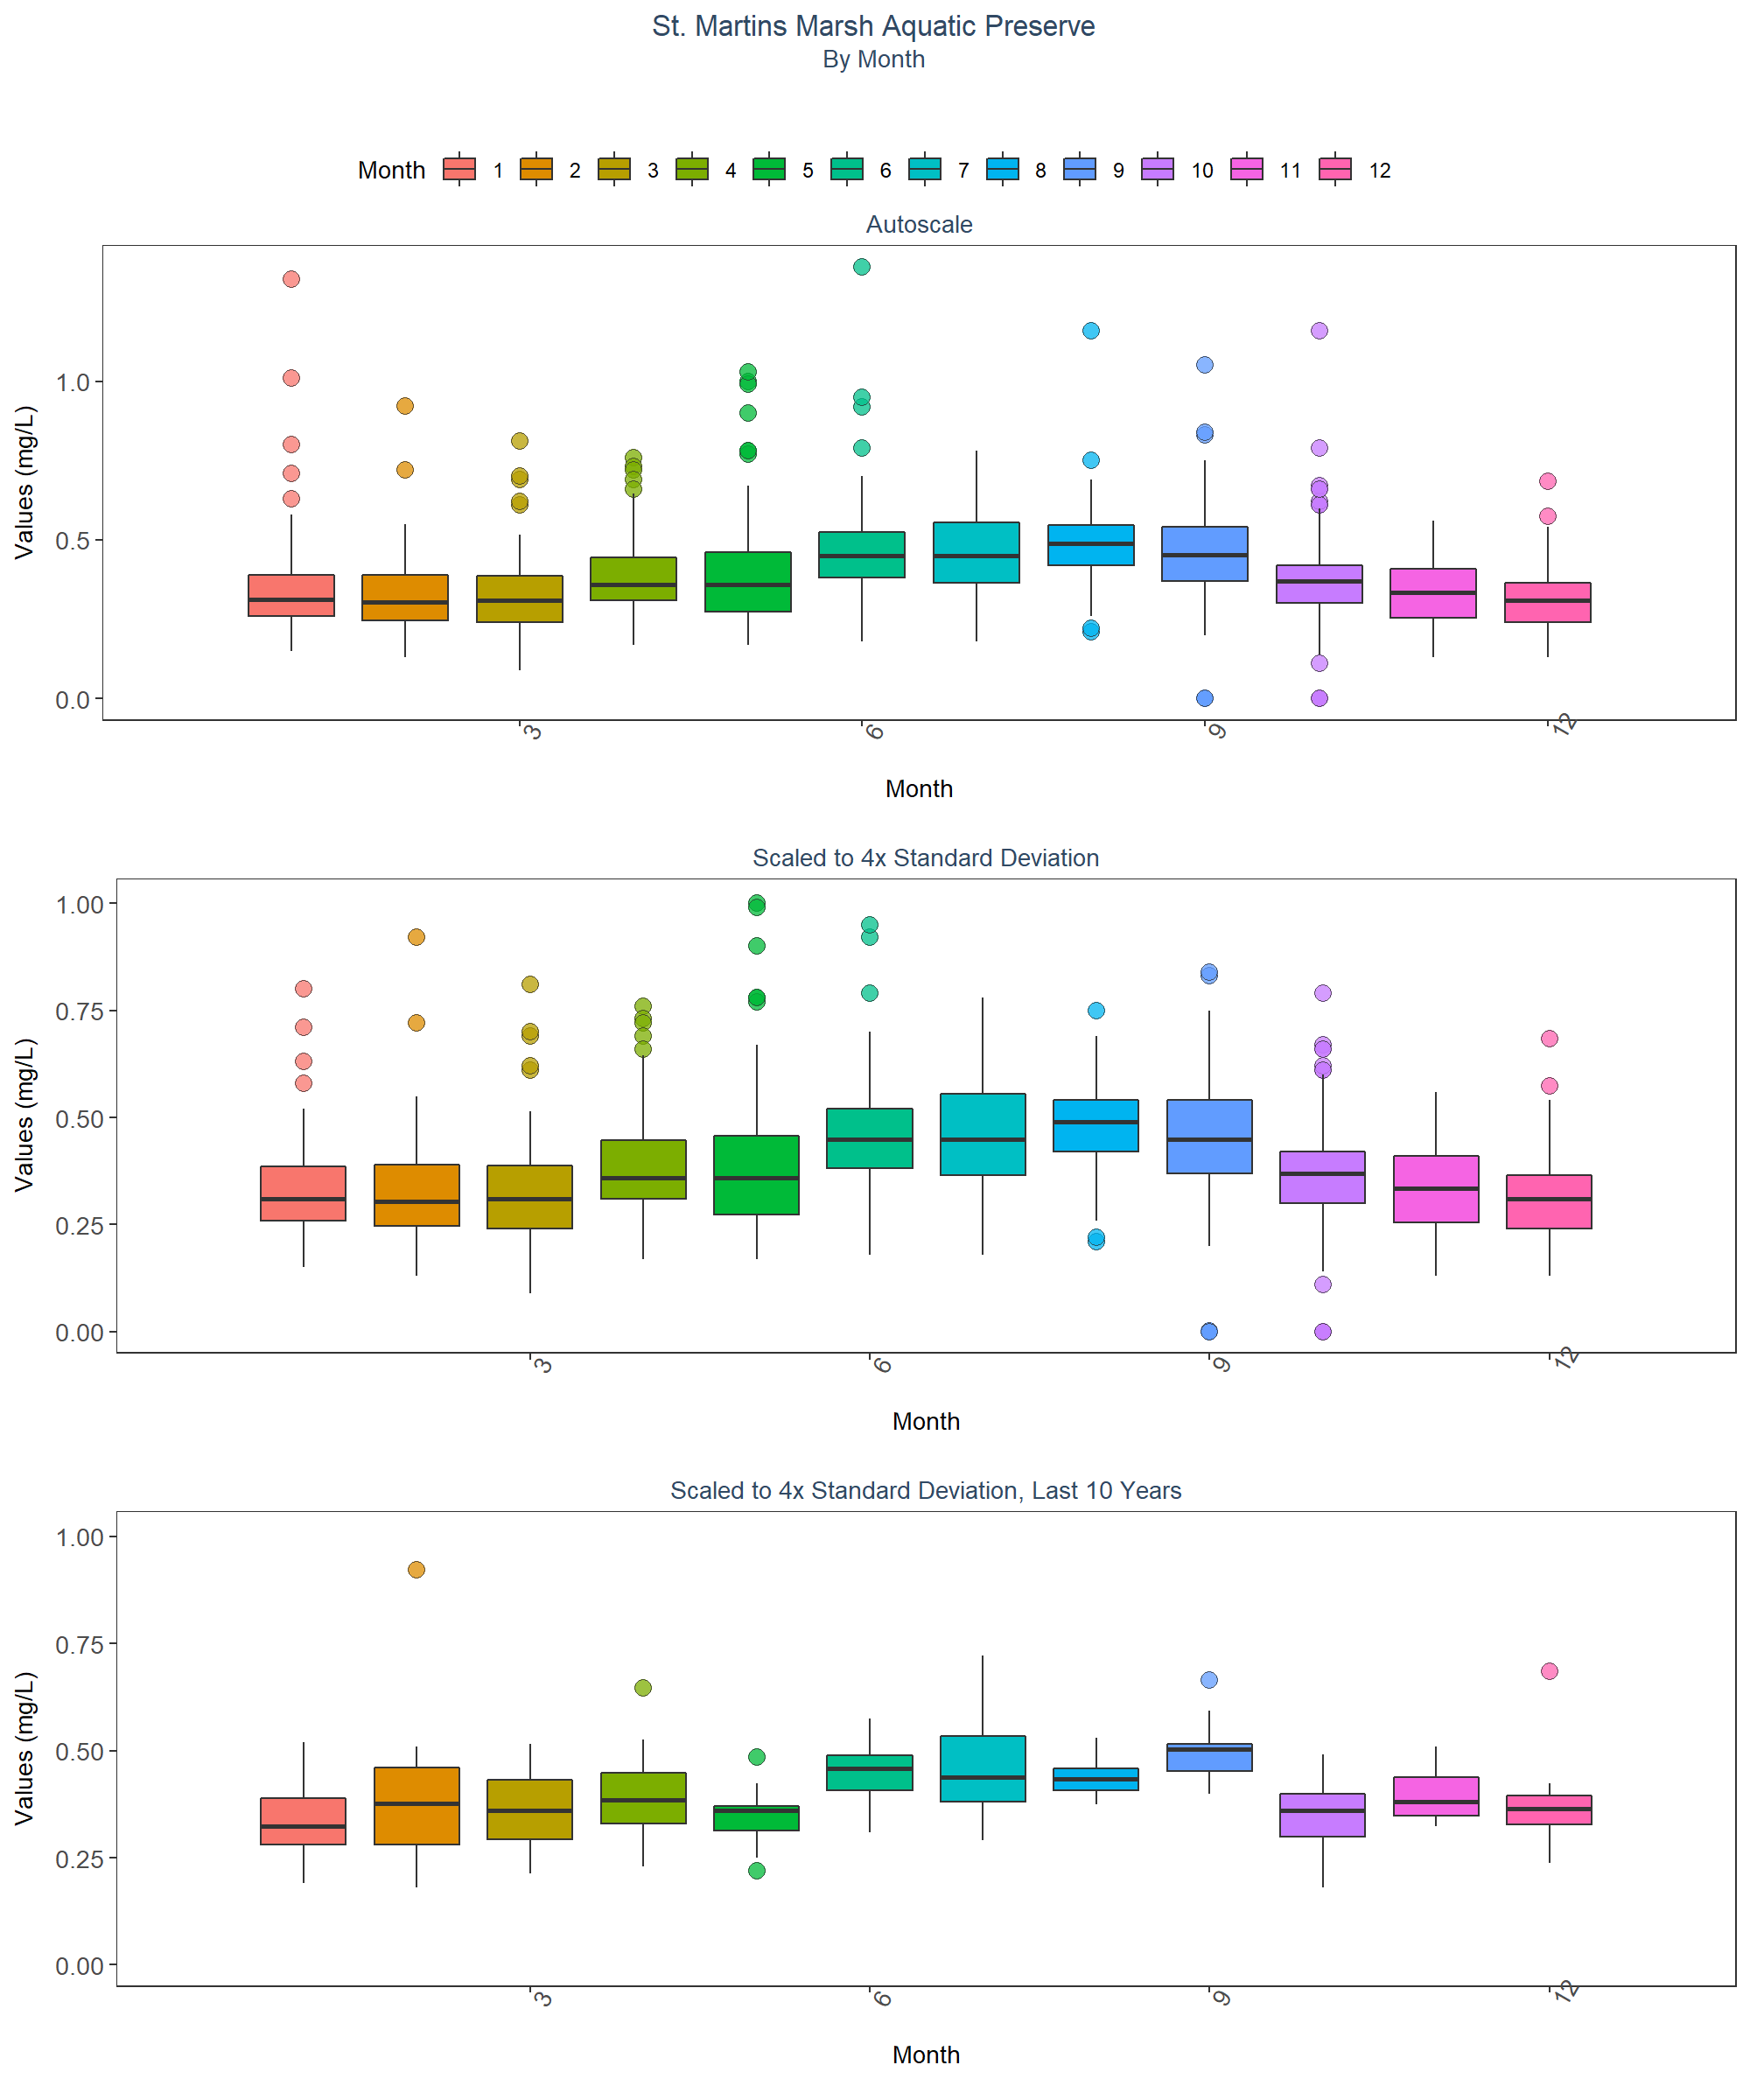 St. Martins Marsh Aquatic Preserve
By Month
Month 1 2 3 4 5 6 7 8 9 10 11 12
Autoscale
Values (mg/L)
1.0
0.5
0.0
3 6 9 12
Month
Scaled to 4x Standard Deviation
Values (mg/L)
1.00
0.75
0.50
0.25
0.00
3 6 9 12
Month
Scaled to 4x Standard Deviation, Last 10 Years
Values (mg/L)
1.00
0.75
0.50
0.25
0.00
3 6 9 12
Month